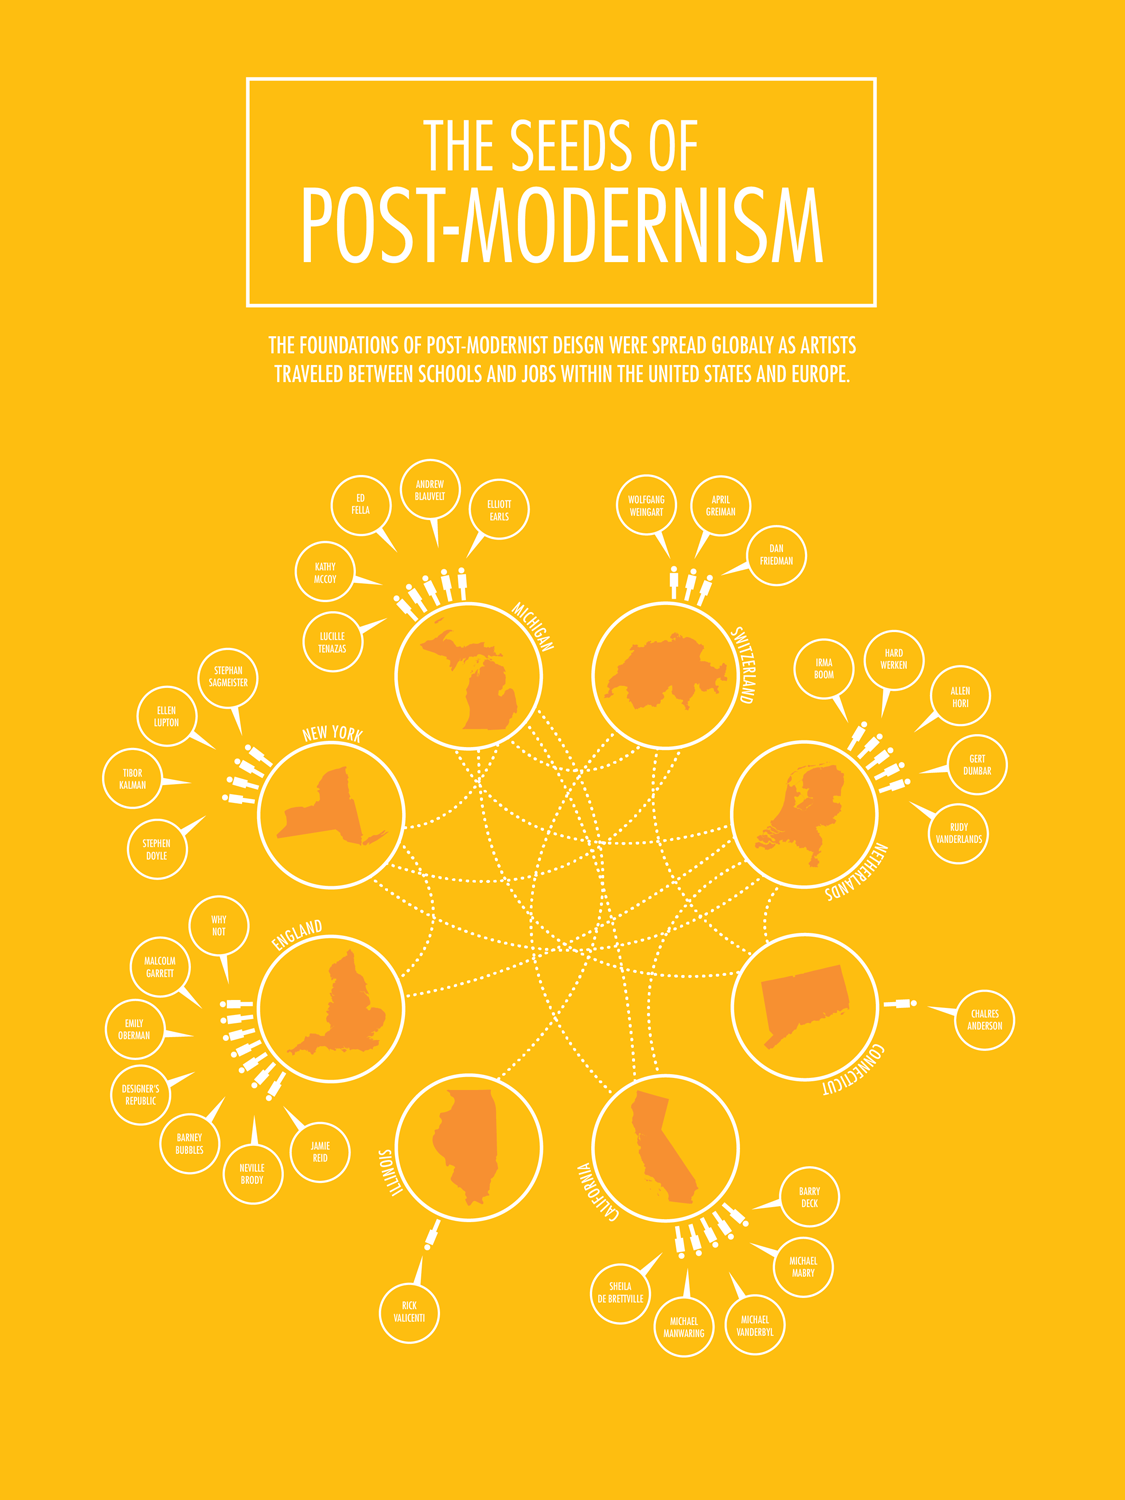 THE SEEDS OF
POST-MODERNISM
THE FOUNDATIONS OF POST-MODERNIST DEISGN WERE SPREAD GLOBALY AS ARTISTS
TRAVELED BETWEEN SCHOOLS AND JOBS WITHIN THE UNITED STATES AND EUROPE.
MICHIGAN
LUCILLE
TENAZAS
KATHY
MCCOY
ED
FELLA
ANDREW
BLAUVELT
ELLIOTT
EARLS
SWITZERLAND
WOLFGANG
WEINGART
APRIL
GREIMAN
DAN
FRIEDMAN
NETHERLANDS
IRMA
BOOM
HARD
WERKEN
ALLEN
HORI
GERT
DUMBAR
RUDY
VANDERLANDS
CONNECTICUT
CHALRES
ANDERSON
CALIFORNIA
BARRY
DECK
MICHAEL
MABRY
MICHAEL
VANDERBYL
MICHAEL
MANWARING
SHEILA
DE BRETTVILLE
ILLINOIS
RICK
VALICENTI
ENGLAND
JAMIE
REID
NEVILLE
BRODY
BARNEY
BUBBLES
DESIGNER'S
REPUBLIC
EMILY
OBERMAN
MALCOLM
GARRETT
WHY
NOT
NEW YORK
STEPHEN
DOYLE
TIBOR
KALMAN
ELLEN
LUPTON
STEPHAN
SAGMEISTER